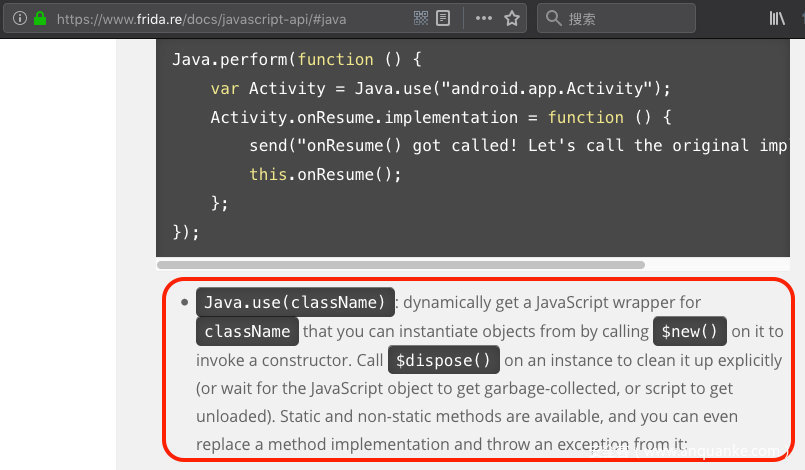 https://www.frida.re/docs/javascript-api/#java
搜索
Java.perform(function () {
var Activity = Java.use("android.app.Activity");
Activity.onResume.implementation = function () {
send("onResume() got called! Let's call the original imp
this.onResume();
};
});
Java.use(className): dynamically get a JavaScript wrapper for
className that you can instantiate objects from by calling $new() on it to
invoke a constructor. Call $dispose() on an instance to clean it up explicitly
(or wait for the JavaScript object to get garbage-collected, or script to get
unloaded). Static and non-static methods are available, and you can even
replace a method implementation and throw an exception from it: